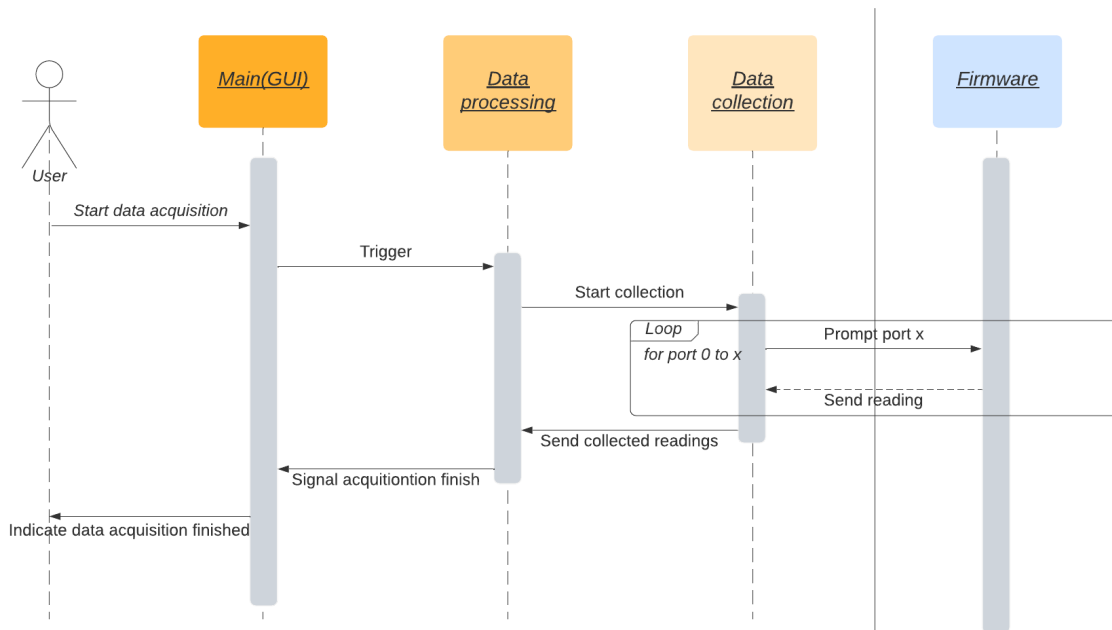 Main(GUI)
Data
processing
Data
collection
Firmware
User
Start data acquisition
Trigger
Start collection
Loop
for port 0 to x
Prompt port x
Send reading
Send collected readings
Signal acquitiontion finish
Indicate data acquisition finished